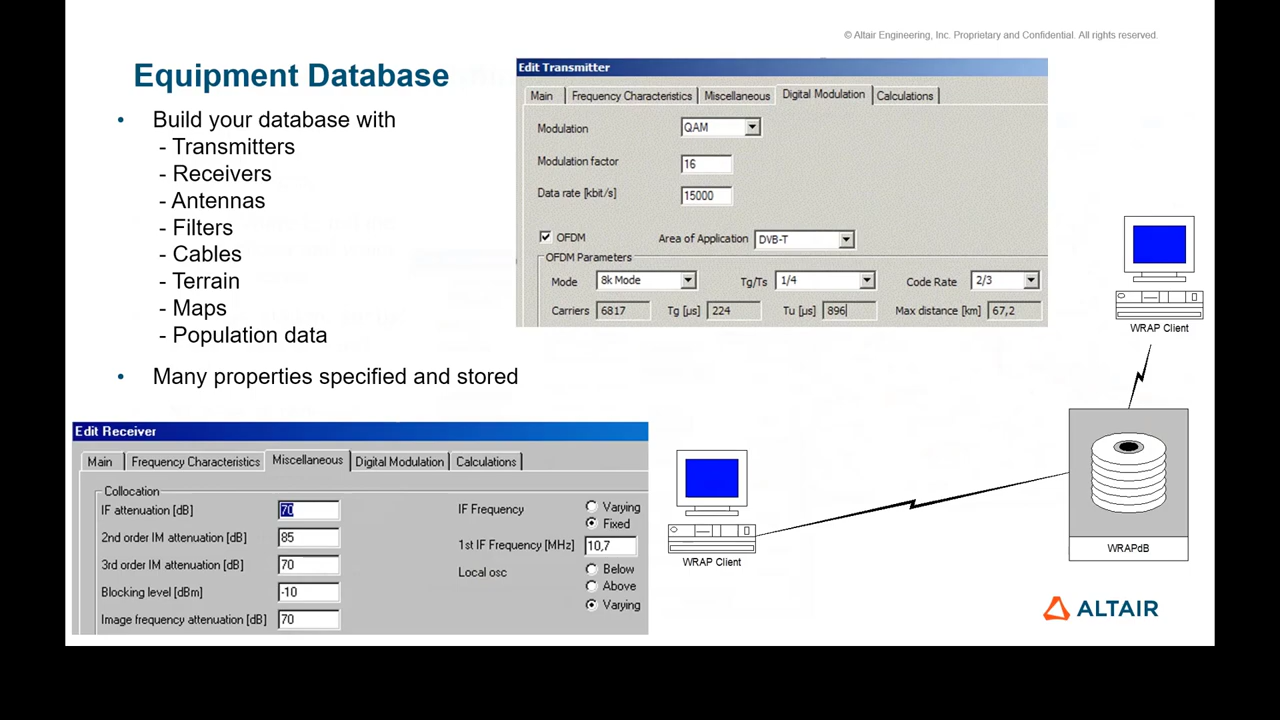 © Altair Engineering, Inc. Proprietary and Confidential. All rights reserved.
Equipment Database
• Build your database with
- Transmitters
- Receivers
- Antennas
- Filters
- Cables
- Terrain
- Maps
- Population data
• Many properties specified and stored
Edit Transmitter
Main Frequency Characteristics Miscellaneous Digital Modulation Calculations
Modulation QAM
Modulation factor 16
Data rate [kbit/s] 15000
OFDM Area of Application DVB-T
OFDM Parameters
Mode 8k Mode Tg/Ts 1/4 Code Rate 2/3
Carriers 6817 Tg [µs] 224 Tu [µs] 896 Max distance [km] 67,2
Edit Receiver
Main Frequency Characteristics Miscellaneous Digital Modulation Calculations
Collocation
IF attenuation [dB] 70
2nd order IM attenuation [dB] 85
3rd order IM attenuation [dB] 70
Blocking level [dBm] -10
Image frequency attenuation [dB] 70
IF Frequency Varying
Fixed
1st IF Frequency [MHz] 10,7
Local osc Below
Above
Varying
WRAP Client
WRAP Client
WRAPdB
ALTAIR